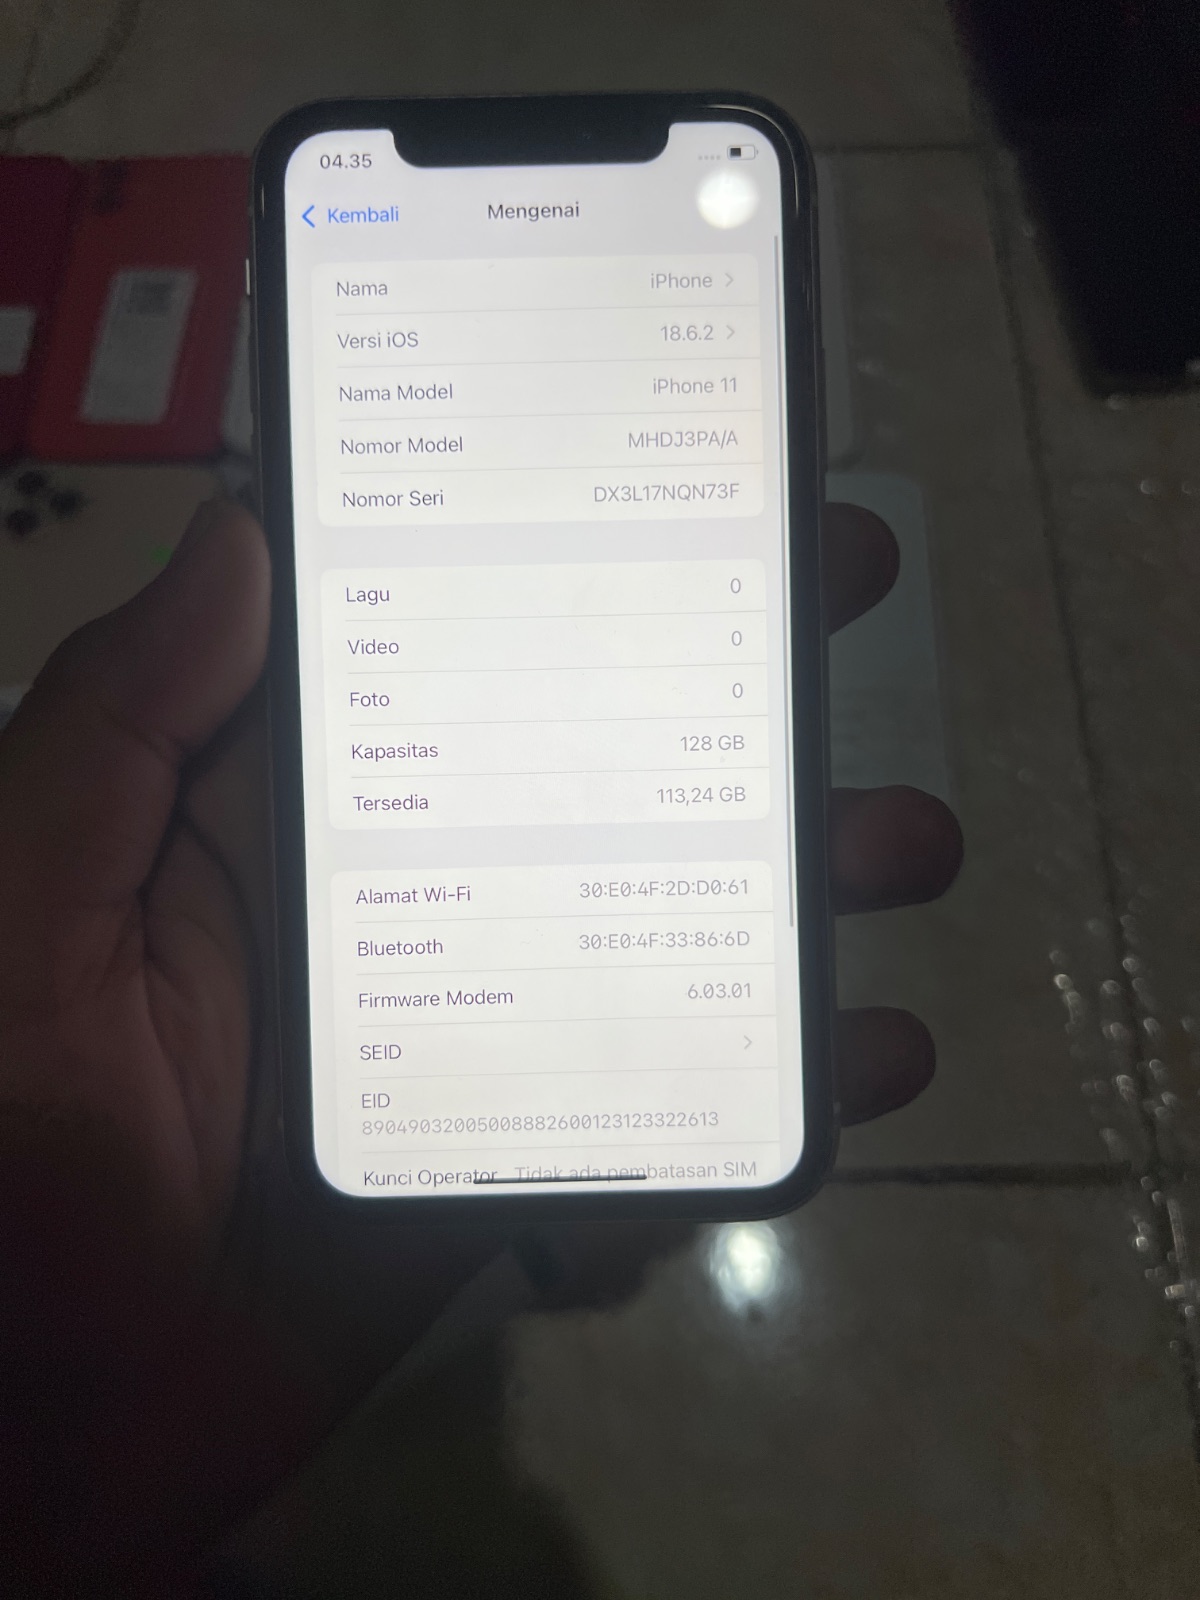 04.35
Kembali
Mengenai
Nama iPhone
Versi iOS 18.6.2
Nama Model iPhone 11
Nomor Model MHDJ3PA/A
Nomor Seri DX3L17NQN73F
Lagu 0
Video 0
Foto 0
Kapasitas 128 GB
Tersedia 113,24 GB
Alamat Wi-Fi 30:E0:4F:2D:D0:61
Bluetooth 30:E0:4F:33:86:6D
Firmware Modem 6.03.01
SEID
EID
89049032005008882600123123322613
Kunci Operator Tidak ada pembatasan SIM